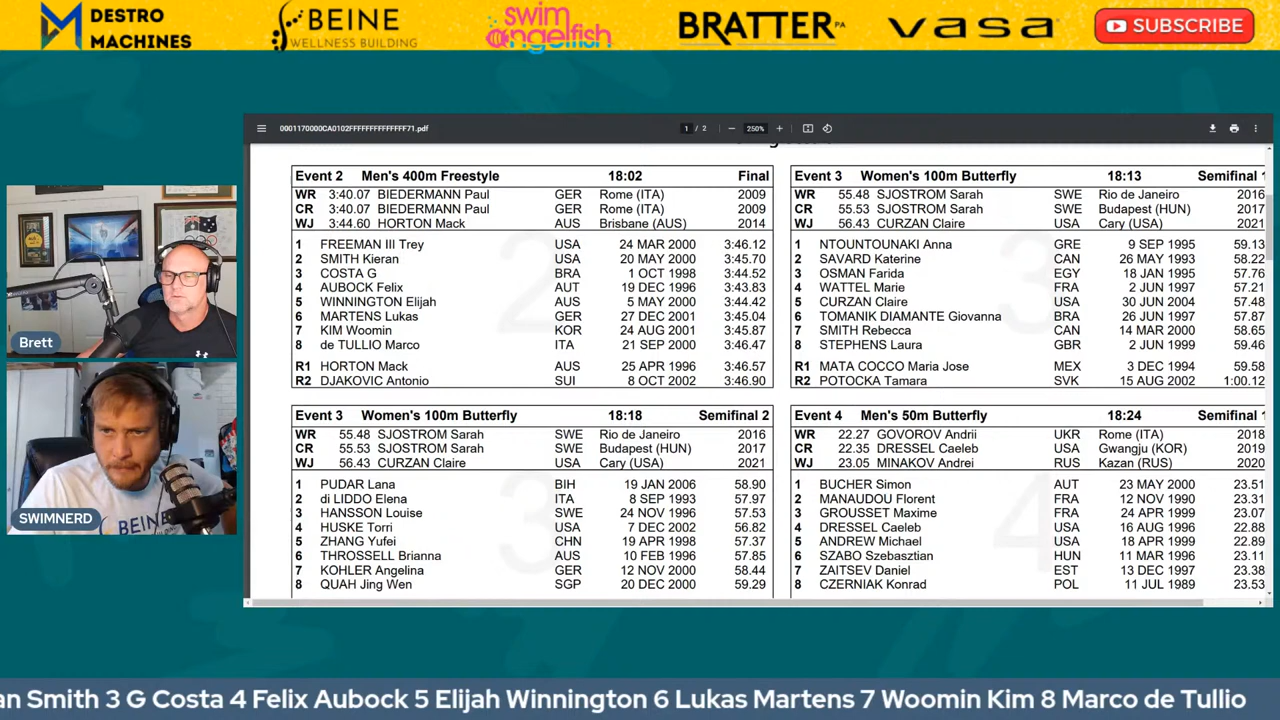 DESTRO
MACHINES
BEINE
WELLNESS BUILDING
swim
angelfish
BRATTER PA
vasa
SUBSCRIBE
0001170000CA0102FFFFFFFFFFFFFF71.pdf
1 / 2
250%
Event 2 Men's 400m Freestyle 18:02 Final
WR 3:40.07 BIEDERMANN Paul GER Rome (ITA) 2009
CR 3:40.07 BIEDERMANN Paul GER Rome (ITA) 2009
WJ 3:44.60 HORTON Mack AUS Brisbane (AUS) 2014
1 FREEMAN III Trey USA 24 MAR 2000 3:46.12
2 SMITH Kieran USA 20 MAY 2000 3:45.70
3 COSTA G BRA 1 OCT 1998 3:44.52
4 AUBOCK Felix AUT 19 DEC 1996 3:43.83
5 WINNINGTON Elijah AUS 5 MAY 2000 3:44.42
6 MARTENS Lukas GER 27 DEC 2001 3:45.04
7 KIM Woomin KOR 24 AUG 2001 3:45.87
8 de TULLIO Marco ITA 21 SEP 2000 3:46.47
R1 HORTON Mack AUS 25 APR 1996 3:46.57
R2 DJAKOVIC Antonio SUI 8 OCT 2002 3:46.90
Event 3 Women's 100m Butterfly 18:13 Semifinal 1
WR 55.48 SJOSTROM Sarah SWE Rio de Janeiro 2016
CR 55.53 SJOSTROM Sarah SWE Budapest (HUN) 2017
WJ 56.43 CURZAN Claire USA Cary (USA) 2021
1 NTOUNTOUNAKI Anna GRE 9 SEP 1995 59.13
2 SAVARD Katerine CAN 26 MAY 1993 58.22
3 OSMAN Farida EGY 18 JAN 1995 57.76
4 WATTEL Marie FRA 2 JUN 1997 57.21
5 CURZAN Claire USA 30 JUN 2004 57.48
6 TOMANIK DIAMANTE Giovanna BRA 26 JUN 1997 57.87
7 SMITH Rebecca CAN 14 MAR 2000 58.65
8 STEPHENS Laura GBR 2 JUN 1999 59.46
R1 MATA COCCO Maria Jose MEX 3 DEC 1994 59.58
R2 POTOCKA Tamara SVK 15 AUG 2002 1:00.12
Event 3 Women's 100m Butterfly 18:18 Semifinal 2
WR 55.48 SJOSTROM Sarah SWE Rio de Janeiro 2016
CR 55.53 SJOSTROM Sarah SWE Budapest (HUN) 2017
WJ 56.43 CURZAN Claire USA Cary (USA) 2021
1 PUDAR Lana BIH 19 JAN 2006 58.90
2 di LIDDO Elena ITA 8 SEP 1993 57.97
3 HANSSON Louise SWE 24 NOV 1996 57.53
4 HUSKE Torri USA 7 DEC 2002 56.82
5 ZHANG Yufei CHN 19 APR 1998 57.37
6 THROSSELL Brianna AUS 10 FEB 1996 57.85
7 KOHLER Angelina GER 12 NOV 2000 58.44
8 QUAH Jing Wen SGP 20 DEC 2000 59.29
Event 4 Men's 50m Butterfly 18:24 Semifinal 1
WR 22.27 GOVOROV Andrii UKR Rome (ITA) 2018
CR 22.35 DRESSEL Caeleb USA Gwangju (KOR) 2019
WJ 23.05 MINAKOV Andrei RUS Kazan (RUS) 2020
1 BUCHER Simon AUT 23 MAY 2000 23.51
2 MANAUDOU Florent FRA 12 NOV 1990 23.31
3 GROUSSET Maxime FRA 24 APR 1999 23.07
4 DRESSEL Caeleb USA 16 AUG 1996 22.88
5 ANDREW Michael USA 18 APR 1999 22.89
6 SZABO Szebasztian HUN 11 MAR 1996 23.11
7 ZAITSEV Daniel EST 13 DEC 1997 23.38
8 CZERNIAK Konrad POL 11 JUL 1989 23.53
Brett
SWIMNERD
BEINE
an Smith 3 G Costa 4 Felix Aubock 5 Elijah Winnington 6 Lukas Martens 7 Woomin Kim 8 Marco de Tullio